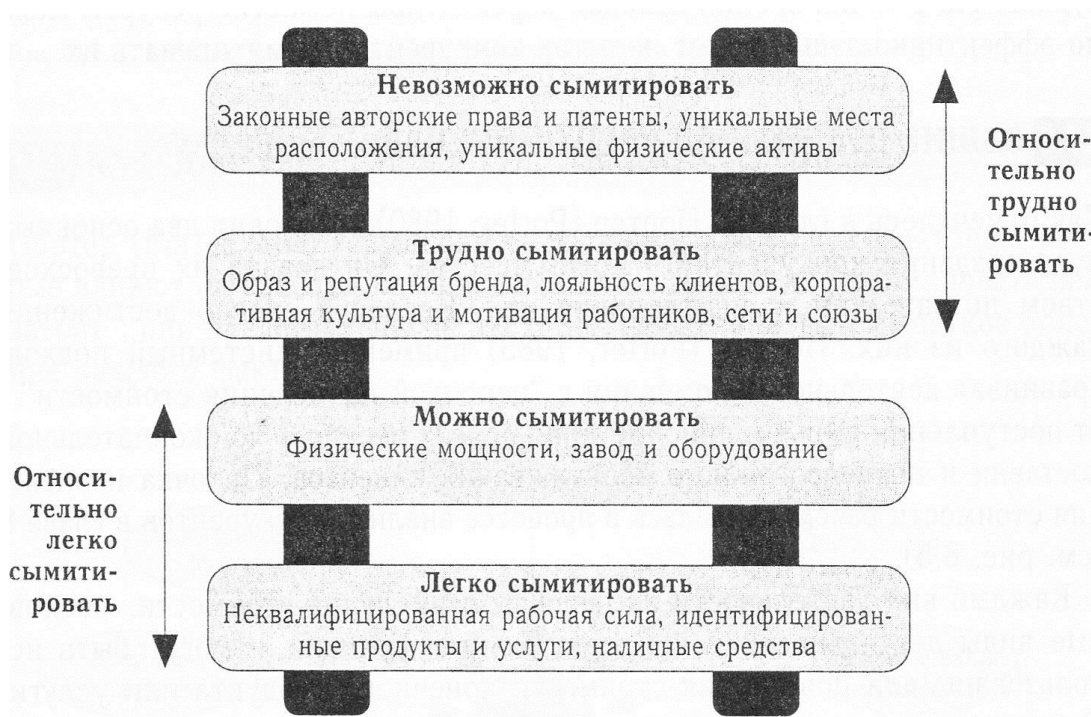 Невозможно сымитировать
Законные авторские права и патенты, уникальные места
расположения, уникальные физические активы
Относи-
тельно
трудно
сымити-
ровать
Трудно сымитировать
Образ и репутация бренда, лояльность клиентов, корпора-
тивная культура и мотивация работников, сети и союзы
Можно сымитировать
Физические мощности, завод и оборудование
Относи-
тельно
легко
сымити-
ровать
Легко сымитировать
Неквалифицированная рабочая сила, идентифицирован-
ные продукты и услуги, наличные средства